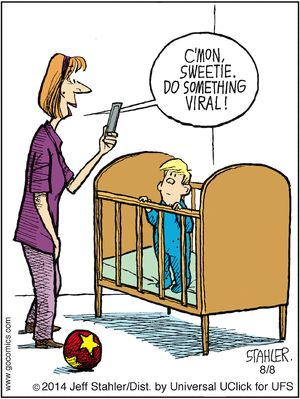 C'MON,
SWEETIE.
DO SOMETHING
VIRAL!
STAHLER.
8/8
www.gocomics.com
© 2014 Jeff Stahler/Dist. by Universal UClick for UFS